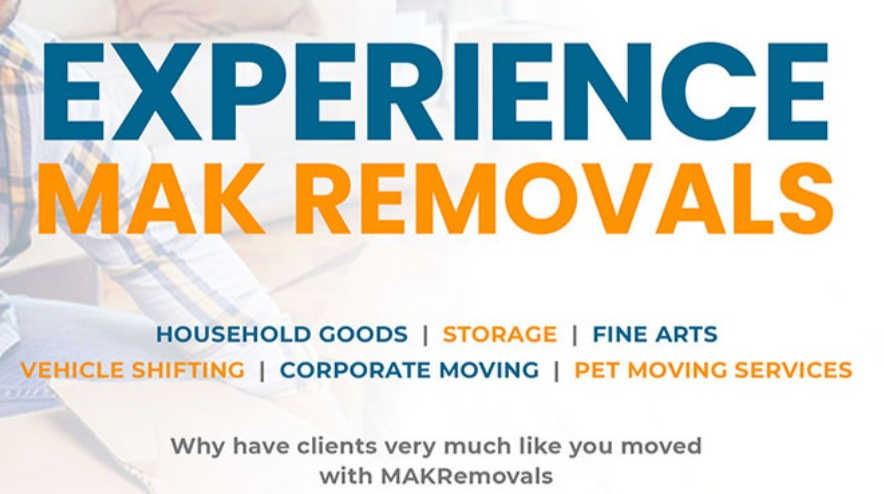 EXPERIENCE
MAK REMOVALS
HOUSEHOLD GOODS | STORAGE | FINE ARTS
VEHICLE SHIFTING | CORPORATE MOVING | PET MOVING SERVICES
Why have clients very much like you moved
with MAKRemovals